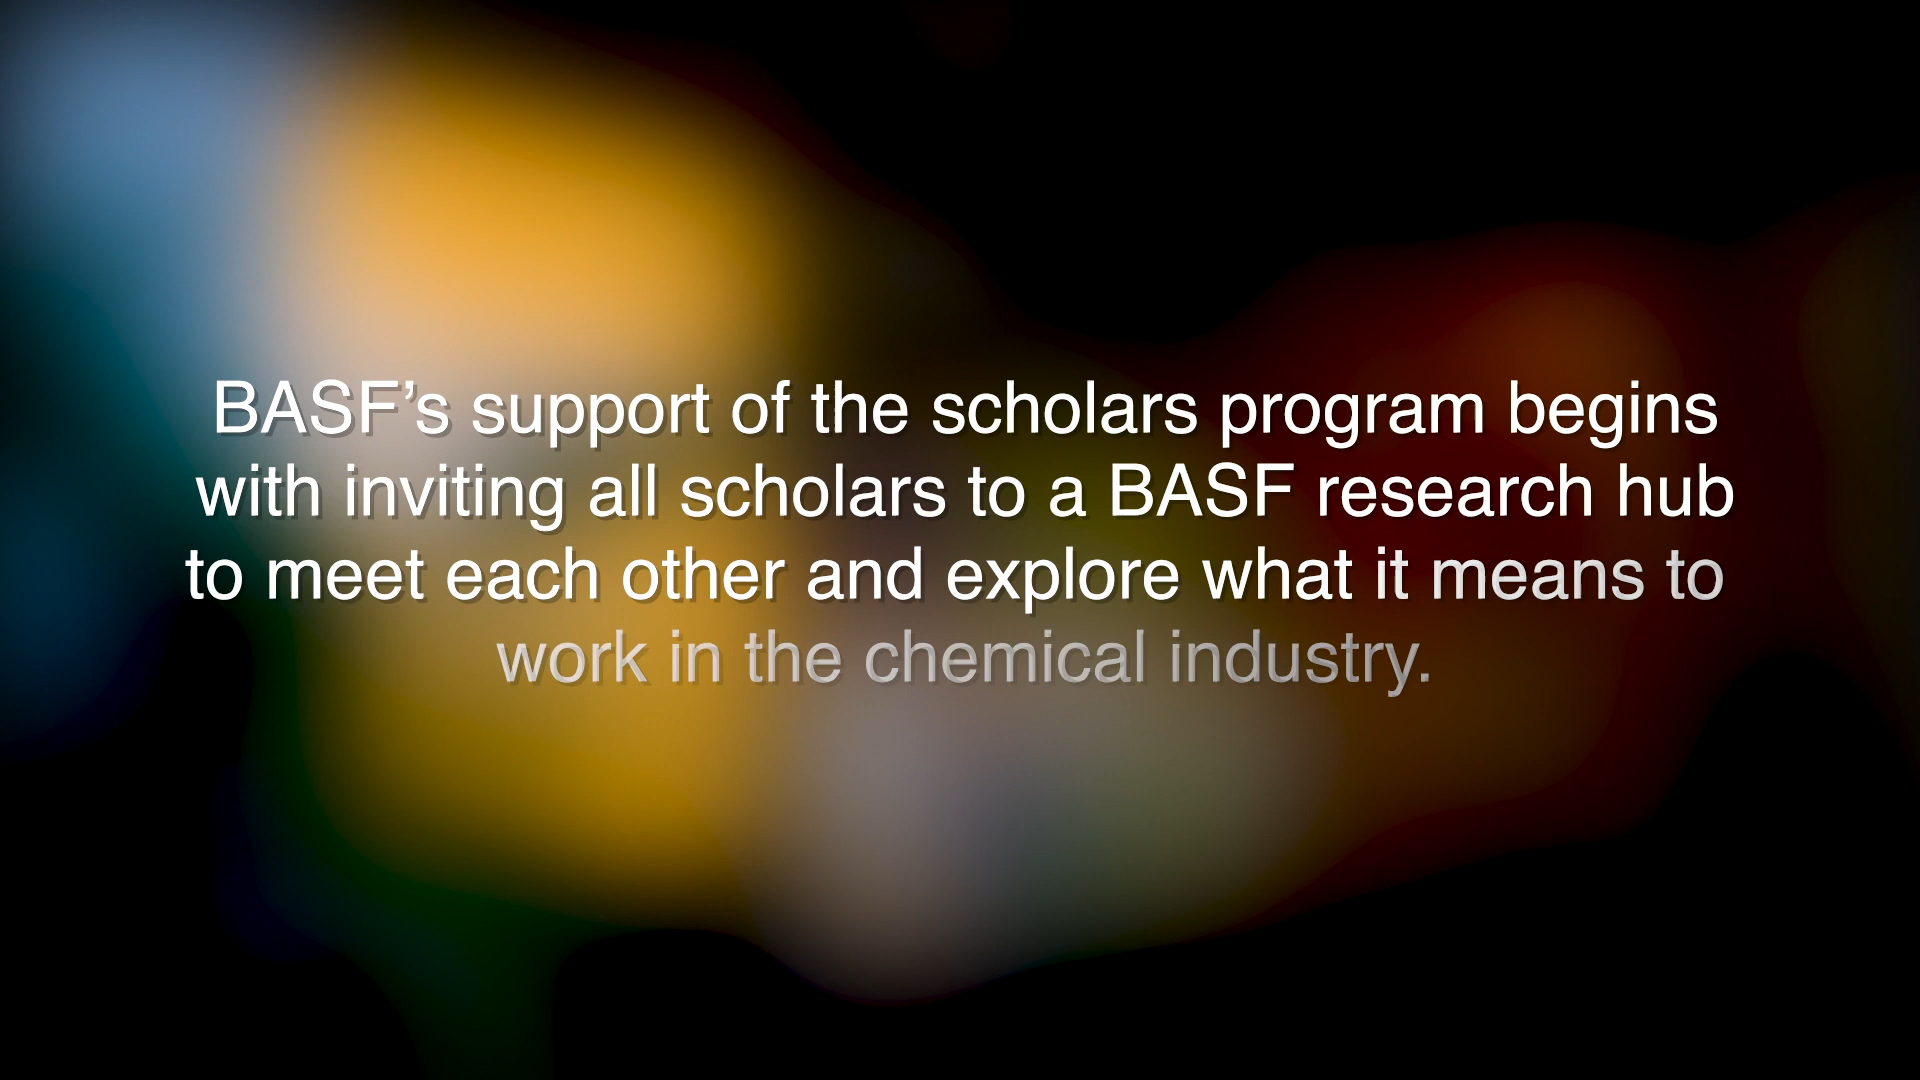 BASF’s support of the scholars program begins
with inviting all scholars to a BASF research hub
to meet each other and explore what it means to
work in the chemical industry.